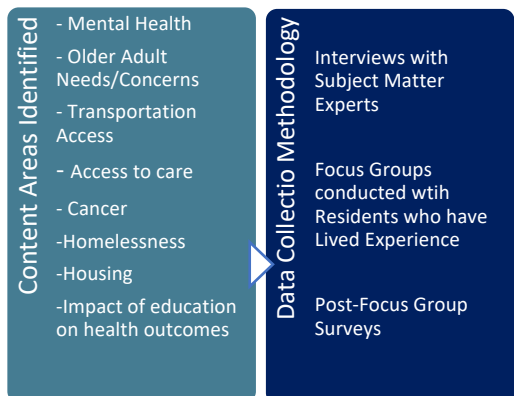 Content Areas Identified
- Mental Health
- Older Adult
Needs/Concerns
- Transportation
Access
- Access to care
- Cancer
-Homelessness
-Housing
-Impact of education
on health outcomes
Data Collectio Methodology
Interviews with
Subject Matter
Experts
Focus Groups
conducted wtih
Residents who have
Lived Experience
Post-Focus Group
Surveys